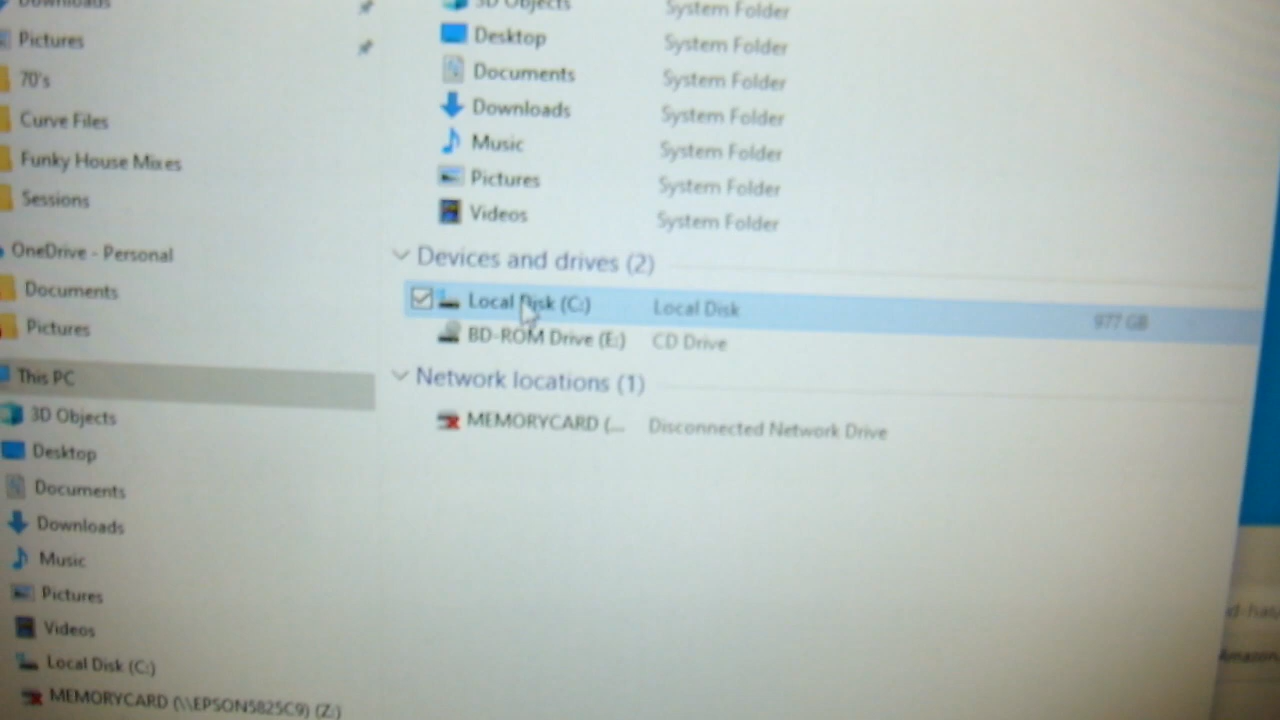 Downloads
Pictures
70's
Curve Files
Funky House Mixes
Sessions
OneDrive - Personal
Documents
Pictures
This PC
3D Objects
Desktop
Documents
Downloads
Music
Pictures
Videos
Local Disk (C:)
MEMORYCARD (\\EPSON5825C9) (Z:)
3D Objects System Folder
Desktop System Folder
Documents System Folder
Downloads System Folder
Music System Folder
Pictures System Folder
Videos System Folder
Devices and drives (2)
Local Disk (C:) Local Disk 977 GB
BD-ROM Drive (E:) CD Drive
Network locations (1)
MEMORYCARD (... Disconnected Network Drive
Amazon